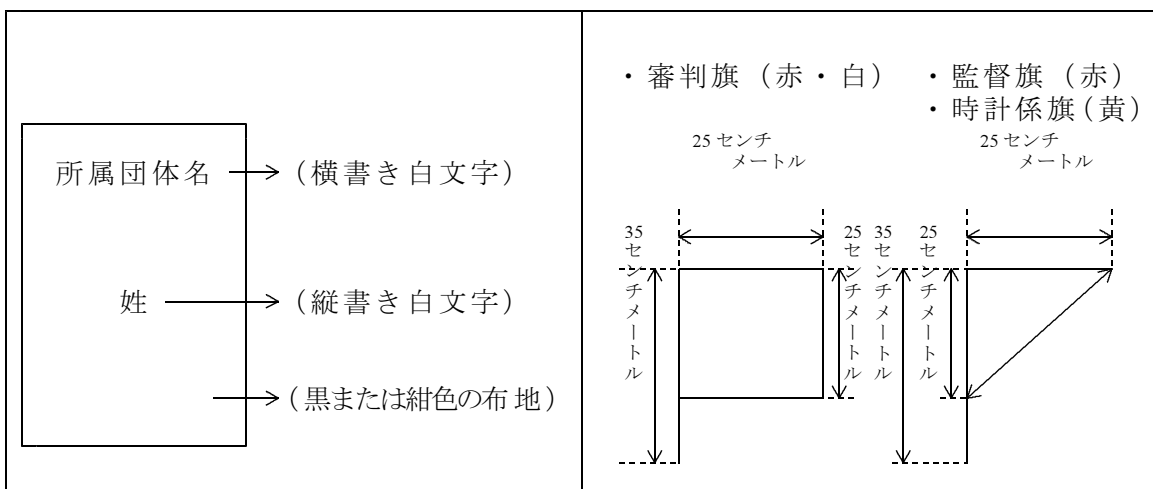 所属団体名
(横書き白文字)
姓
(縦書き白文字)
(黒または紺色の布地)
・審判旗 (赤・白)
・監督旗 (赤)
・時計係旗(黄)
25 センチ
メートル
25 センチ
メートル
35センチメートル
25センチメートル
35センチメートル
25センチメートル